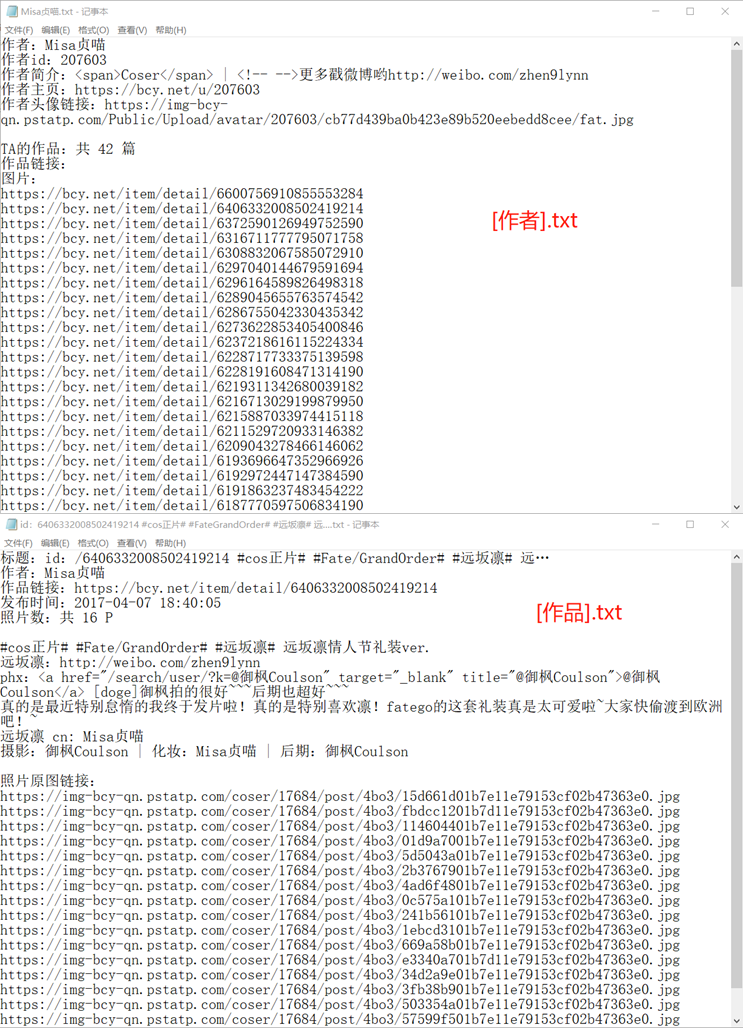 Misa贞喵.txt - 记事本
文件(F) 编辑(E) 格式(O) 查看(V) 帮助(H)
作者：Misa贞喵
作者id：207603
作者简介：<span>Coser</span> | <!-- -->更多戳微博哟http://weibo.com/zhen9lynn
作者主页：https://bcy.net/u/207603
作者头像链接：https://img-bcy-
qn.pstatp.com/Public/Upload/avatar/207603/cb77d439ba0b423e89b520eebedd8cee/fat.jpg
TA的作品：共 42 篇
作品链接：
图片：
https://bcy.net/item/detail/6600756910855553284
https://bcy.net/item/detail/6406332008502419214
https://bcy.net/item/detail/6372590126949752590
https://bcy.net/item/detail/6316711777795071758
https://bcy.net/item/detail/6308832067585072910
https://bcy.net/item/detail/6297040144679591694
https://bcy.net/item/detail/6296164589826498318
https://bcy.net/item/detail/6289045655763574542
https://bcy.net/item/detail/6286755042330435342
https://bcy.net/item/detail/6273622853405400846
https://bcy.net/item/detail/6237218616115224334
https://bcy.net/item/detail/6228717733375139598
https://bcy.net/item/detail/6228191608471314190
https://bcy.net/item/detail/6219311342680039182
https://bcy.net/item/detail/6216713029199879950
https://bcy.net/item/detail/6215887033974415118
https://bcy.net/item/detail/6211529720933146382
https://bcy.net/item/detail/6209043278466146062
https://bcy.net/item/detail/6193696647352966926
https://bcy.net/item/detail/6192972447147384590
https://bcy.net/item/detail/6191863237483454222
https://bcy.net/item/detail/6187770597506834190
[作者].txt
id：6406332008502419214 #cos正片# #FateGrandOrder# #远坂凛# 远....txt - 记事本
文件(F) 编辑(E) 格式(O) 查看(V) 帮助(H)
标题：id：/6406332008502419214 #cos正片# #Fate/GrandOrder# #远坂凛# 远…
作者：Misa贞喵
作品链接：https://bcy.net/item/detail/6406332008502419214
发布时间：2017-04-07 18:40:05
照片数：共 16 P
[作品].txt
#cos正片# #Fate/GrandOrder# #远坂凛# 远坂凛情人节礼装ver.
远坂凛：http://weibo.com/zhen9lynn
phx：<a href="/search/user/?k=@御枫Coulson" target="_blank" title="@御枫Coulson">@御枫
Coulson</a> [doge]御枫拍的很好~~~后期也超好~~~
真的是最近特别怠惰的我终于发片啦！真的是特别喜欢凛！fatego的这套礼装真是太可爱啦~大家快偷渡到欧洲
吧！~
远坂凛 cn: Misa贞喵
摄影：御枫Coulson | 化妆：Misa贞喵 | 后期：御枫Coulson
照片原图链接：
https://img-bcy-qn.pstatp.com/coser/17684/post/4bo3/15d661d01b7e11e79153cf02b47363e0.jpg
https://img-bcy-qn.pstatp.com/coser/17684/post/4bo3/fbdcc1201b7d11e79153cf02b47363e0.jpg
https://img-bcy-qn.pstatp.com/coser/17684/post/4bo3/114604401b7e11e79153cf02b47363e0.jpg
https://img-bcy-qn.pstatp.com/coser/17684/post/4bo3/01d9a7001b7e11e79153cf02b47363e0.jpg
https://img-bcy-qn.pstatp.com/coser/17684/post/4bo3/5d5043a01b7e11e79153cf02b47363e0.jpg
https://img-bcy-qn.pstatp.com/coser/17684/post/4bo3/2b3767901b7e11e79153cf02b47363e0.jpg
https://img-bcy-qn.pstatp.com/coser/17684/post/4bo3/4ad6f4801b7e11e79153cf02b47363e0.jpg
https://img-bcy-qn.pstatp.com/coser/17684/post/4bo3/0c575a101b7e11e79153cf02b47363e0.jpg
https://img-bcy-qn.pstatp.com/coser/17684/post/4bo3/241b56101b7e11e79153cf02b47363e0.jpg
https://img-bcy-qn.pstatp.com/coser/17684/post/4bo3/1ebcd3101b7e11e79153cf02b47363e0.jpg
https://img-bcy-qn.pstatp.com/coser/17684/post/4bo3/669a58b01b7e11e79153cf02b47363e0.jpg
https://img-bcy-qn.pstatp.com/coser/17684/post/4bo3/e3340a701b7d11e79153cf02b47363e0.jpg
https://img-bcy-qn.pstatp.com/coser/17684/post/4bo3/34d2a9e01b7e11e79153cf02b47363e0.jpg
https://img-bcy-qn.pstatp.com/coser/17684/post/4bo3/3fb38b901b7e11e79153cf02b47363e0.jpg
https://img-bcy-qn.pstatp.com/coser/17684/post/4bo3/503354a01b7e11e79153cf02b47363e0.jpg
https://img-bcy-qn.pstatp.com/coser/17684/post/4bo3/57599f501b7e11e79153cf02b47363e0.jpg